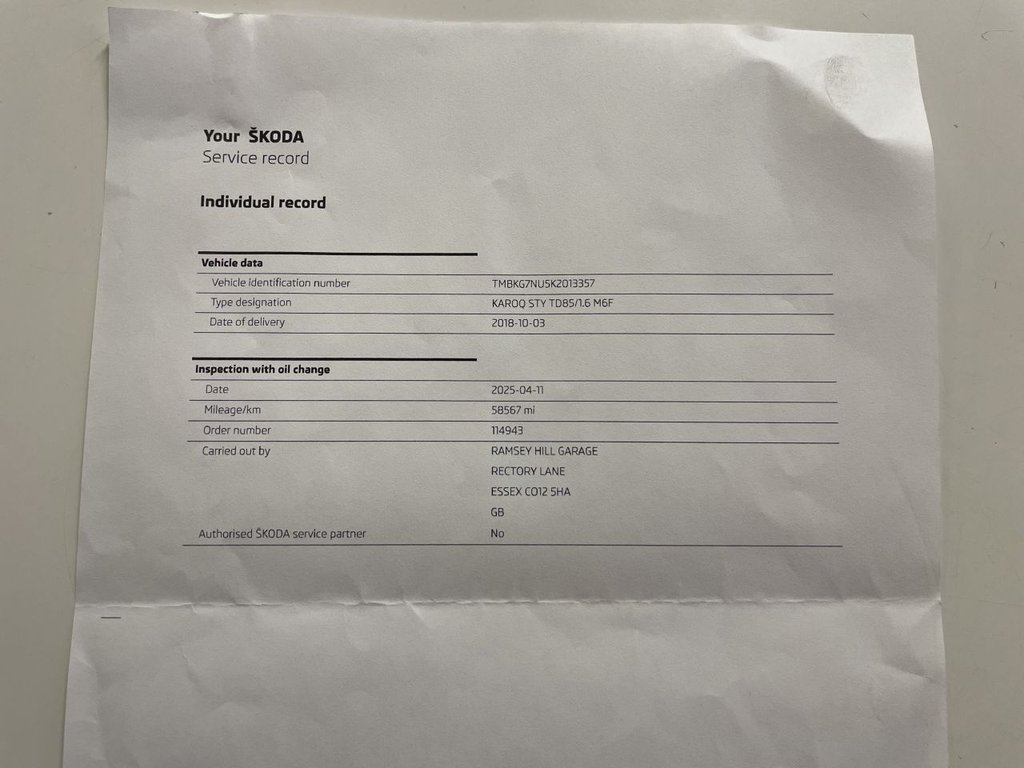 Your ŠKODA
Service record
Individual record
Vehicle data
Vehicle identification number TMBKG7NU5K2013357
Type designation KAROQ STY TD85/1.6 M6F
Date of delivery 2018-10-03
Inspection with oil change
Date 2025-04-11
Mileage/km 58567 mi
Order number 114943
Carried out by RAMSEY HILL GARAGE
RECTORY LANE
ESSEX CO12 5HA
GB
Authorised ŠKODA service partner No